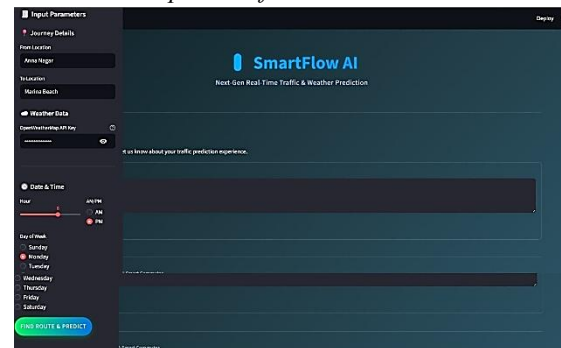 Input Parameters
Deploy
Journey Details
From Location
Anna Nagar
To Location
Marina Beach
Weather Data
OpenWeatherMap API Key
Date & Time
Hour
AM/PM
AM
PM
Day of Week
Sunday
Monday
Tuesday
Wednesday
Thursday
Friday
Saturday
FIND ROUTE & PREDICT
SmartFlow AI
Next-Gen Real-Time Traffic & Weather Prediction
us know about your traffic prediction experience.
Smart Commuter